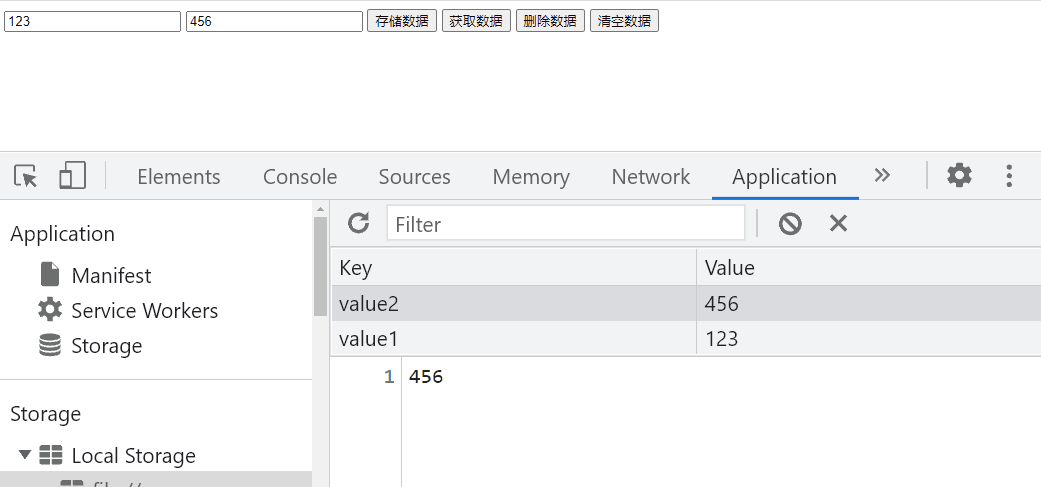 123 456 存储数据 获取数据 删除数据 清空数据
Elements Console Sources Memory Network Application
Application
Manifest
Service Workers
Storage
Storage
Local Storage
Filter
Key Value
value2 456
value1 123
1 456